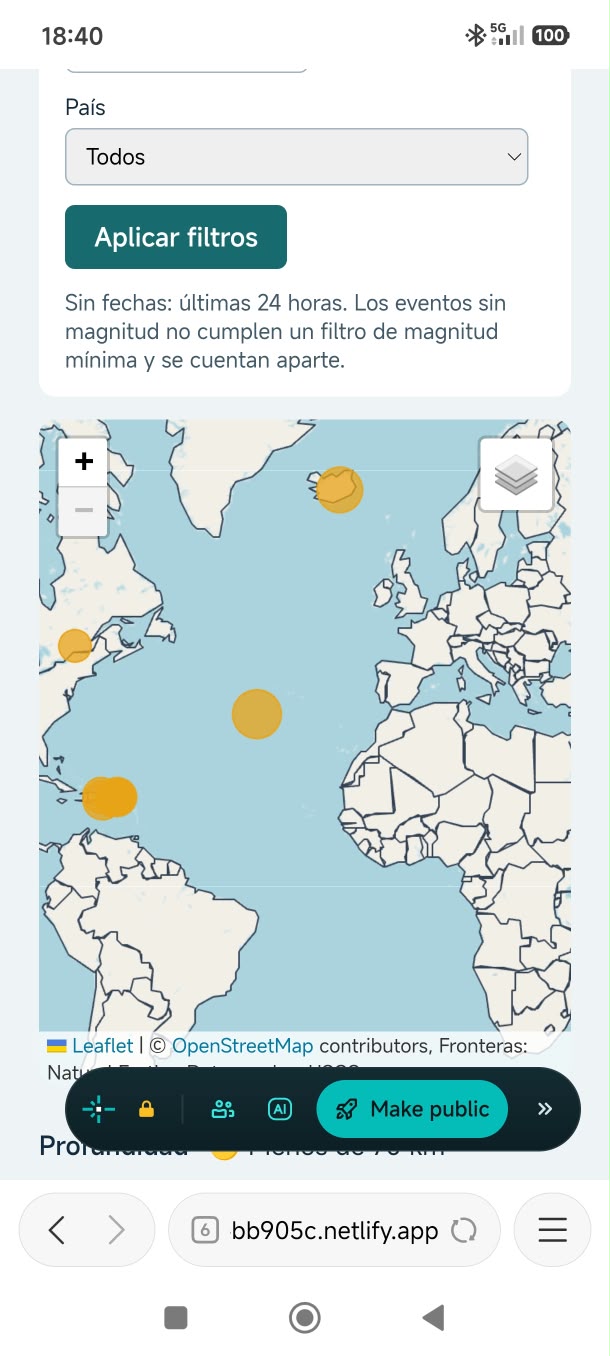 18:40
5G
100
País
Todos
Aplicar filtros
Sin fechas: últimas 24 horas. Los eventos sin
magnitud no cumplen un filtro de magnitud
mínima y se cuentan aparte.
+
−
Leaflet | © OpenStreetMap contributors, Fronteras:
AI
Make public
»
Profundidad
6
bb905c.netlify.app